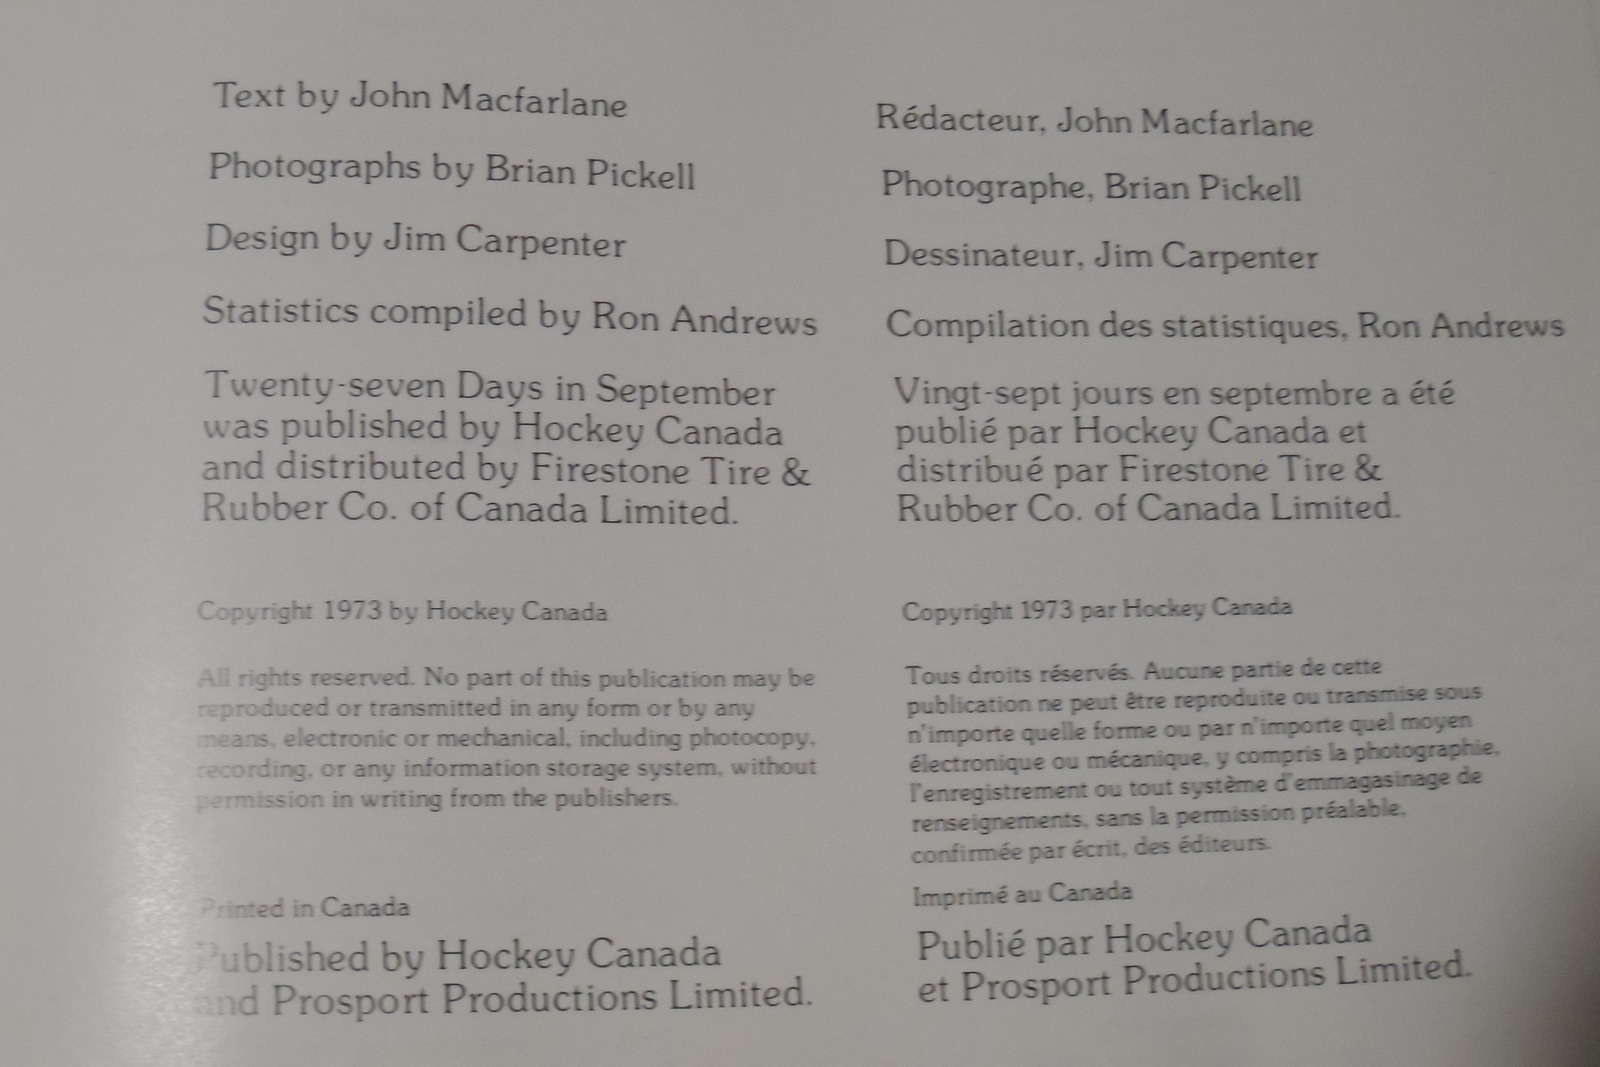 Text by John Macfarlane
Photographs by Brian Pickell
Design by Jim Carpenter
Statistics compiled by Ron Andrews
Twenty-seven Days in September
was published by Hockey Canada
and distributed by Firestone Tire &
Rubber Co. of Canada Limited.
Copyright 1973 by Hockey Canada
All rights reserved. No part of this publication may be
reproduced or transmitted in any form or by any
means, electronic or mechanical, including photocopy,
recording, or any information storage system, without
permission in writing from the publishers.
Printed in Canada
Published by Hockey Canada
and Prosport Productions Limited.
Rédacteur, John Macfarlane
Photographe, Brian Pickell
Dessinateur, Jim Carpenter
Compilation des statistiques, Ron Andrews
Vingt-sept jours en septembre a été
publié par Hockey Canada et
distribué par Firestone Tire &
Rubber Co. of Canada Limited.
Copyright 1973 par Hockey Canada
Tous droits réservés. Aucune partie de cette
publication ne peut être reproduite ou transmise sous
n'importe quelle forme ou par n'importe quel moyen
électronique ou mécanique, y compris la photographie,
l'enregistrement ou tout système d'emmagasinage de
renseignements, sans la permission préalable,
confirmée par écrit, des éditeurs.
Imprimé au Canada
Publié par Hockey Canada
et Prosport Productions Limited.